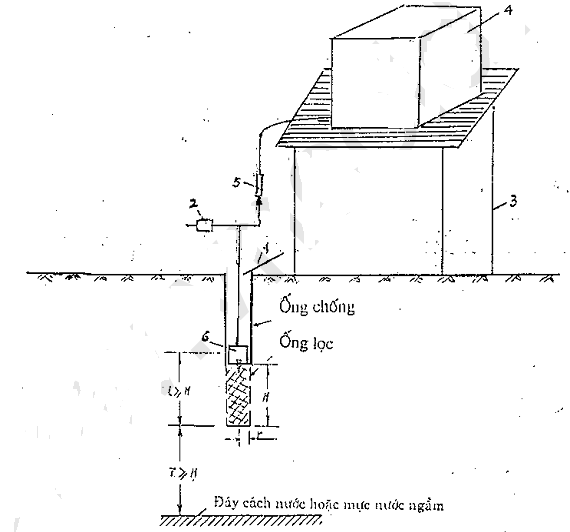 4
5
2
3
1
Ống chống
6
Ống lọc
l ≥ H
H
r
T ≥ H
Đáy cách nước hoặc mực nước ngầm